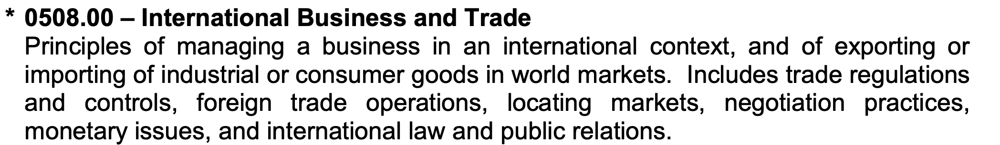 * 0508.00 – International Business and Trade
Principles of managing a business in an international context, and of exporting or
importing of industrial or consumer goods in world markets.  Includes trade regulations
and controls, foreign trade operations, locating markets, negotiation practices,
monetary issues, and international law and public relations.